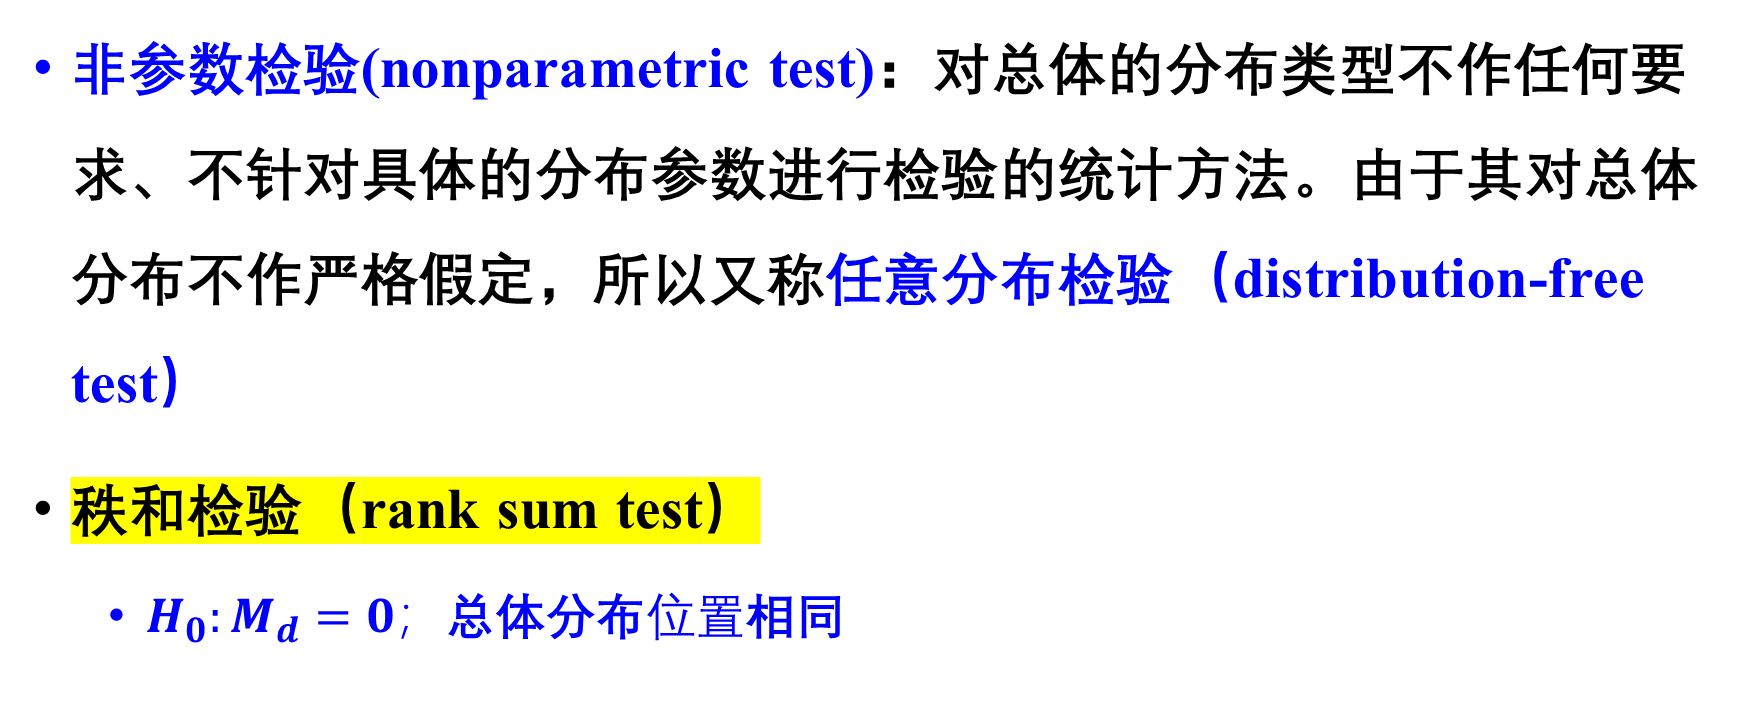 • 非参数检验(nonparametric test)：对总体的分布类型不作任何要
求、不针对具体的分布参数进行检验的统计方法。由于其对总体
分布不作严格假定，所以又称任意分布检验（distribution-free
test）
• 秩和检验（rank sum test）
• H₀: M_d = 0； 总体分布位置相同